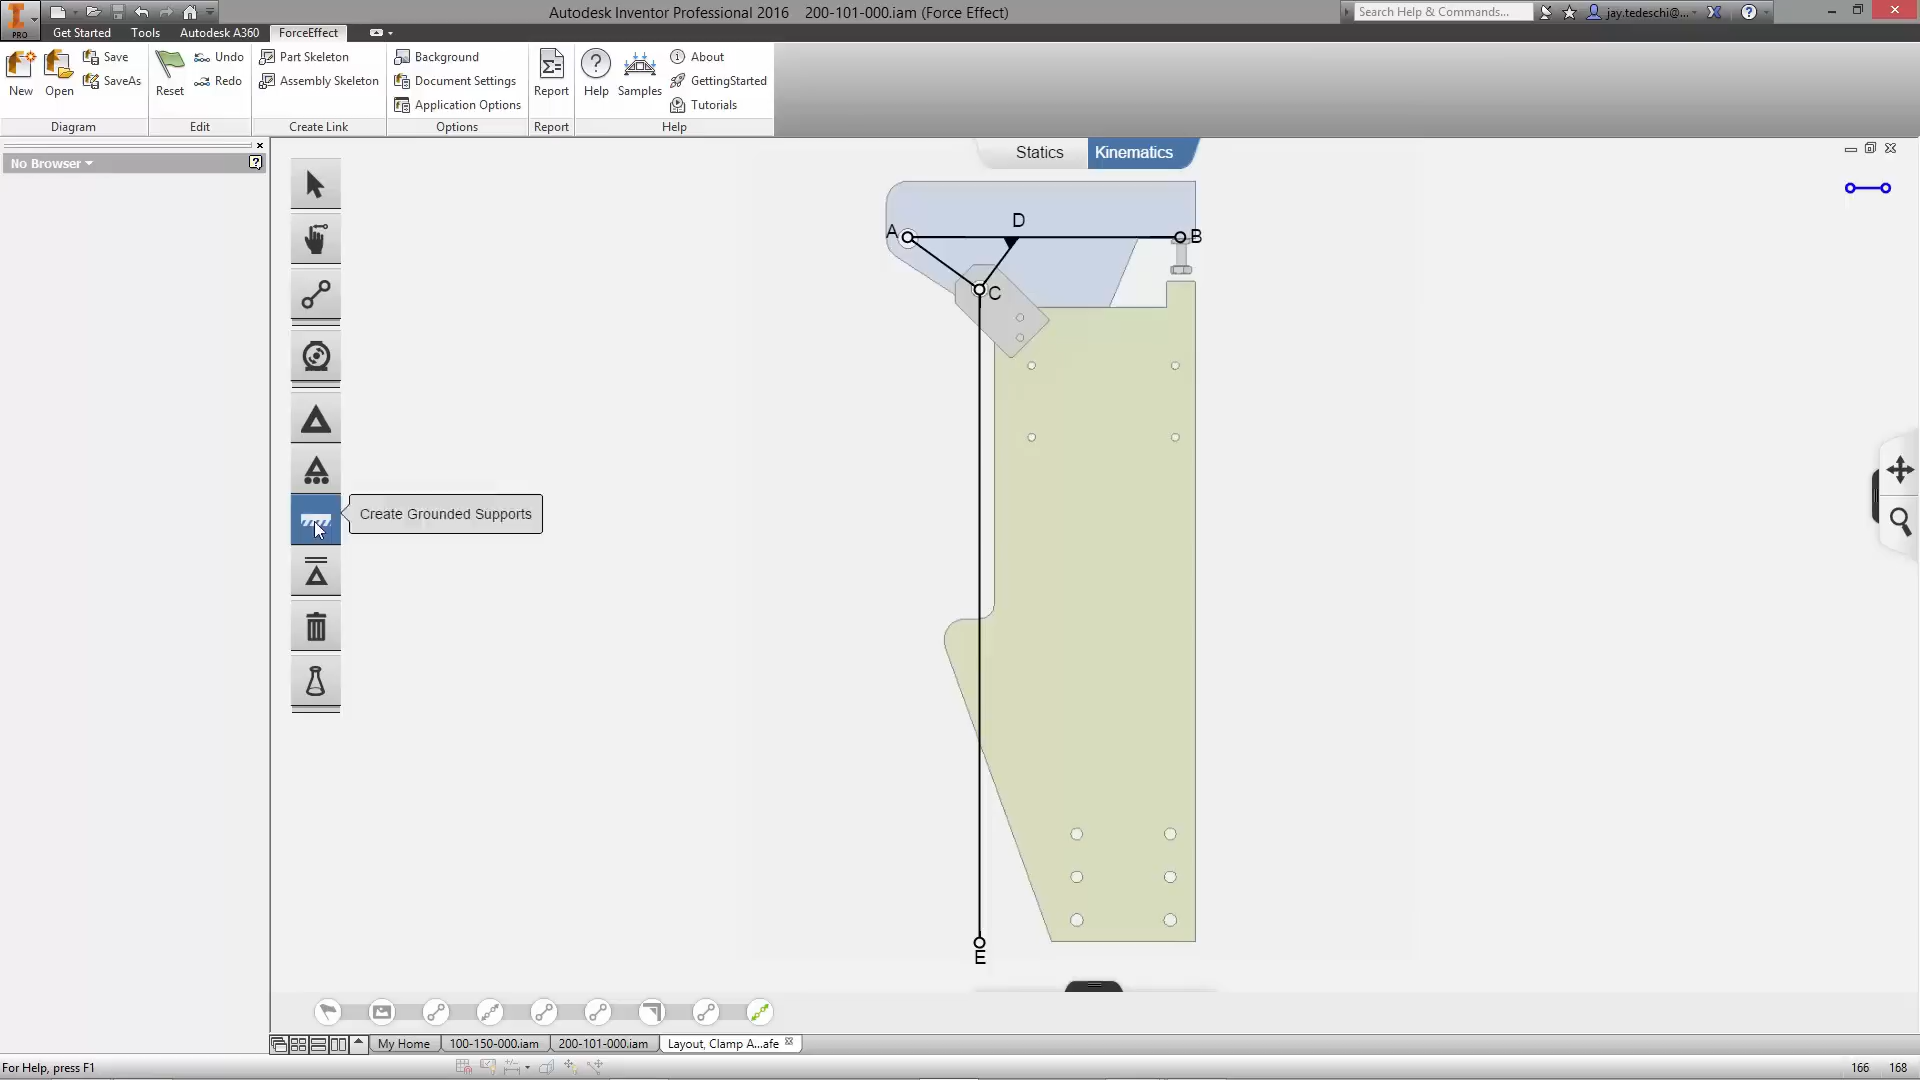 Autodesk Inventor Professional 2016 200-101-000.iam (Force Effect)
Search Help & Commands...
jay.tedeschi@...
PRO
Get Started Tools Autodesk A360 ForceEffect
New
Open
Save
SaveAs
Diagram
Reset
Undo
Redo
Edit
Part Skeleton
Assembly Skeleton
Create Link
Background
Document Settings
Application Options
Options
Report
Report
Help
Samples
About
GettingStarted
Tutorials
Help
No Browser
Statics Kinematics
D
A
B
C
Create Grounded Supports
E
My Home 100-150-000.iam 200-101-000.iam Layout, Clamp A...afe
For Help, press F1
166 168